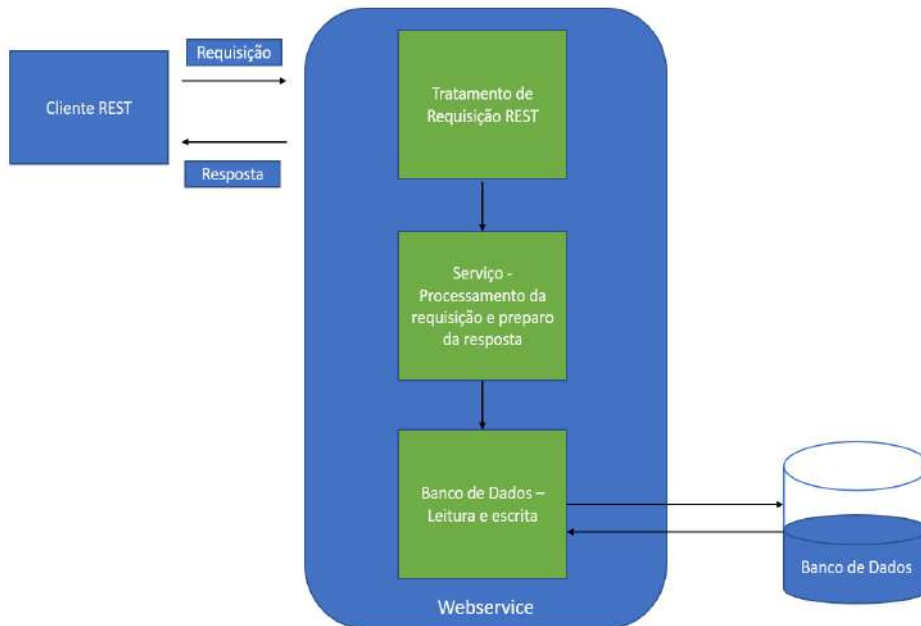 Requisição
Cliente REST
Resposta
Tratamento de
Requisição REST
Serviço -
Processamento da
requisição e preparo
da resposta
Banco de Dados –
Leitura e escrita
Banco de Dados
Webservice